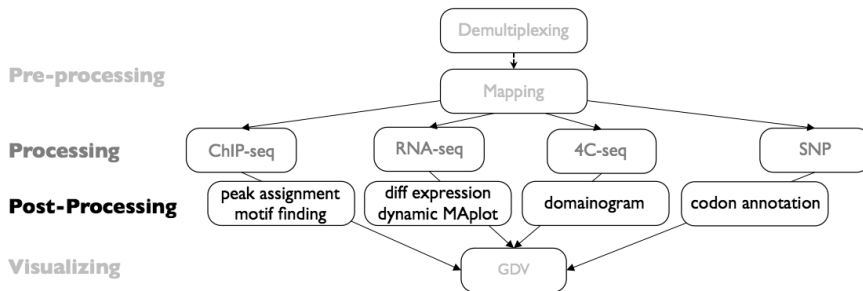 Demultiplexing
Pre-processing
Mapping
Processing
ChIP-seq
RNA-seq
4C-seq
SNP
Post-Processing
peak assignment
motif finding
diff expression
dynamic MAplot
domainogram
codon annotation
Visualizing
GDV